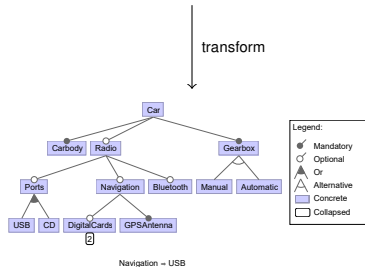 transform
Car
Carbody Radio Gearbox
Ports Navigation Bluetooth Manual Automatic
USB CD DigitalCards GPSAntenna
2
Navigation = USB
Legend:
Mandatory
Optional
Or
Alternative
Concrete
Collapsed